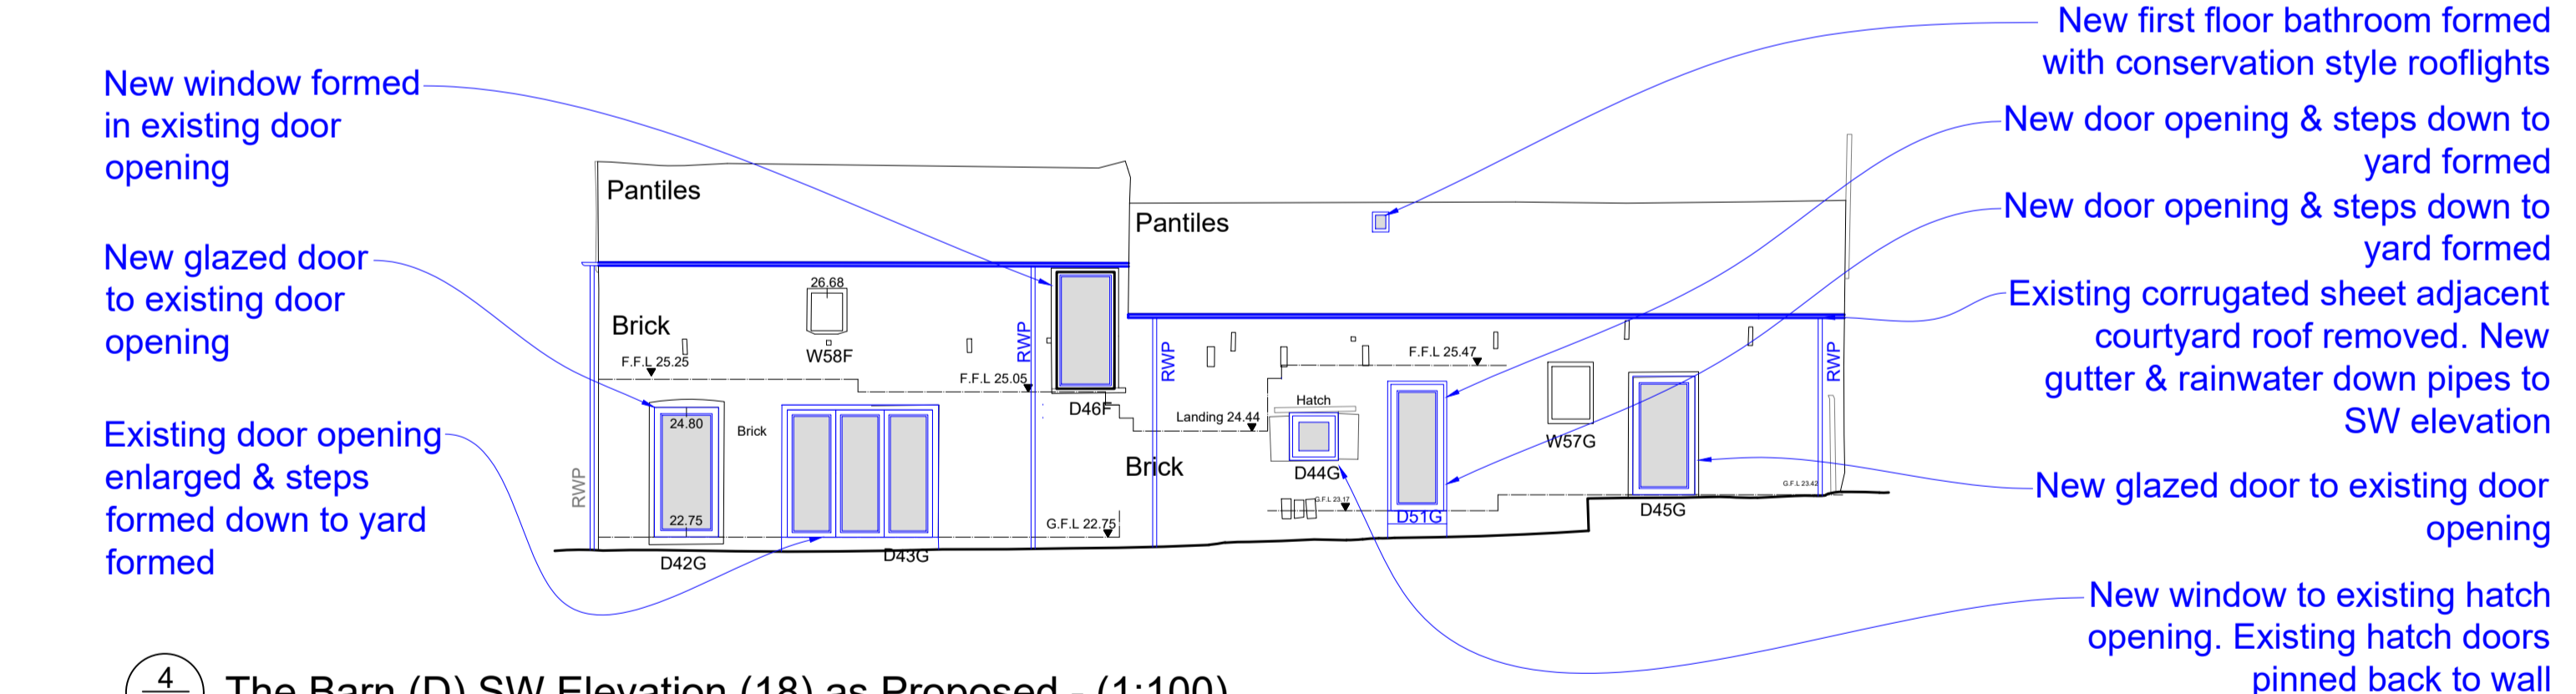 New window formed
in existing door
opening
New glazed door
to existing door
opening
Existing door opening
enlarged & steps
formed down to yard
formed
Pantiles
Pantiles
Brick
26.68
W58F
F.F.L 25.25
F.F.L 25.05
RWP
RWP
RWP
RWP
D46F
24.80
22.75
Brick
D42G
D43G
G.F.L 22.75
Landing 24.44
Brick
Hatch
D44G
G.F.L 23.17
F.F.L 25.47
D51G
W57G
D45G
G.F.L 23.42
New first floor bathroom formed
with conservation style rooflights
New door opening & steps down to
yard formed
New door opening & steps down to
yard formed
Existing corrugated sheet adjacent
courtyard roof removed. New
gutter & rainwater down pipes to
SW elevation
New glazed door to existing door
opening
New window to existing hatch
opening. Existing hatch doors
pinned back to wall
4
The Barn (D) SW Elevation (18) as Proposed - (1:100)